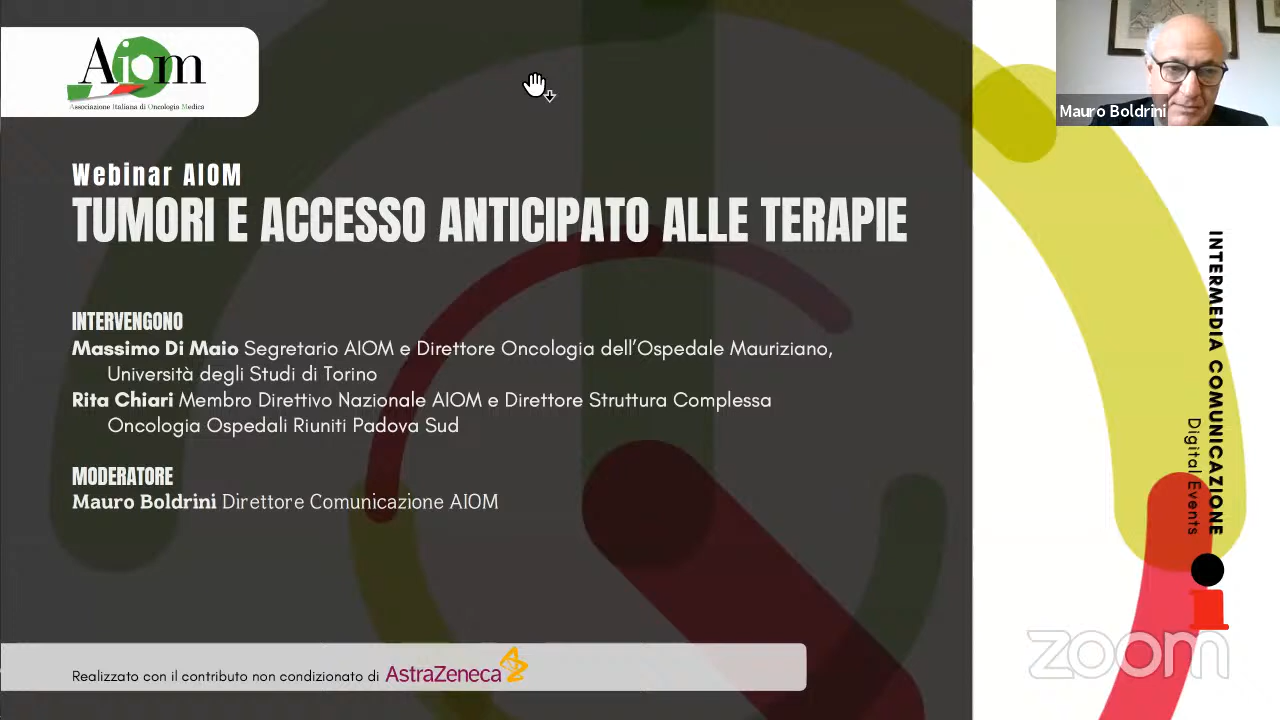 Aiom
Associazione Italiana di Oncologia Medica
Mauro Boldrini
Webinar AIOM
TUMORI E ACCESSO ANTICIPATO ALLE TERAPIE
INTERVENGONO
Massimo Di Maio Segretario AIOM e Direttore Oncologia dell'Ospedale Mauriziano,
Università degli Studi di Torino
Rita Chiari Membro Direttivo Nazionale AIOM e Direttore Struttura Complessa
Oncologia Ospedali Riuniti Padova Sud
MODERATORE
Mauro Boldrini Direttore Comunicazione AIOM
Realizzato con il contributo non condizionato di AstraZeneca
INTERMEDIA COMUNICAZIONE
Digital Events
zoom